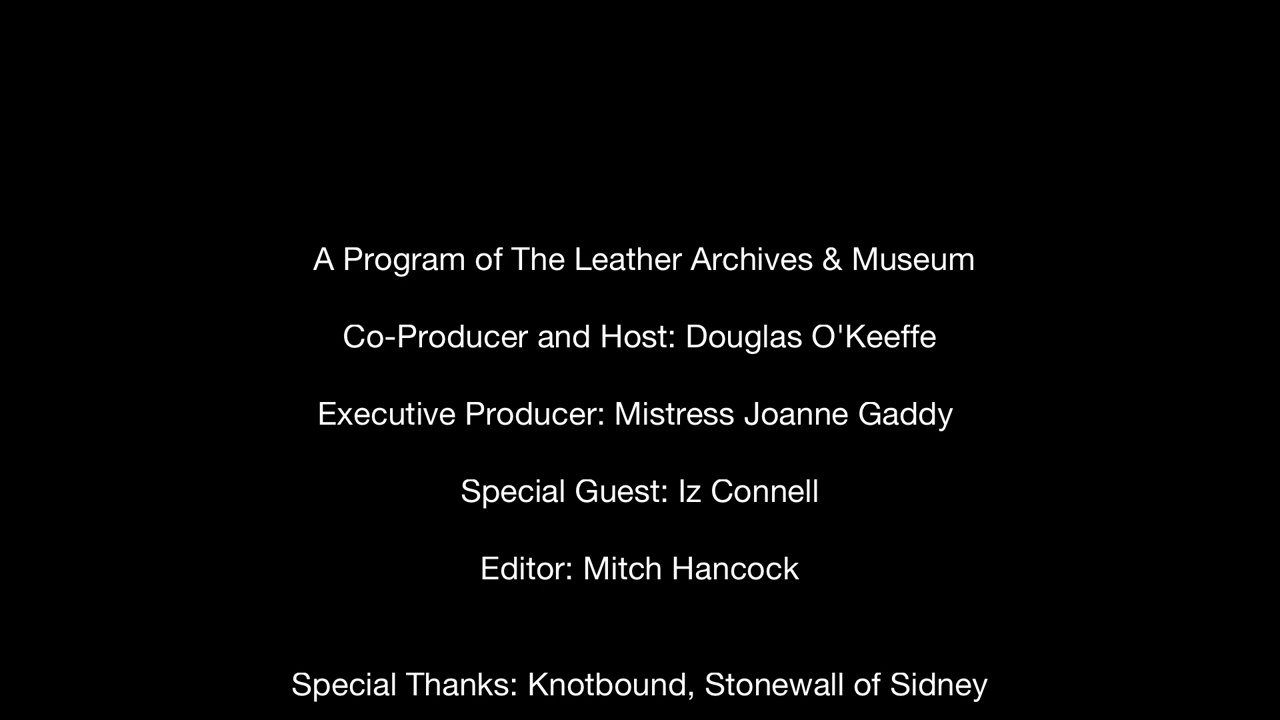 A Program of The Leather Archives & Museum
Co-Producer and Host: Douglas O'Keeffe
Executive Producer: Mistress Joanne Gaddy
Special Guest: Iz Connell
Editor: Mitch Hancock
Special Thanks: Knotbound, Stonewall of Sidney